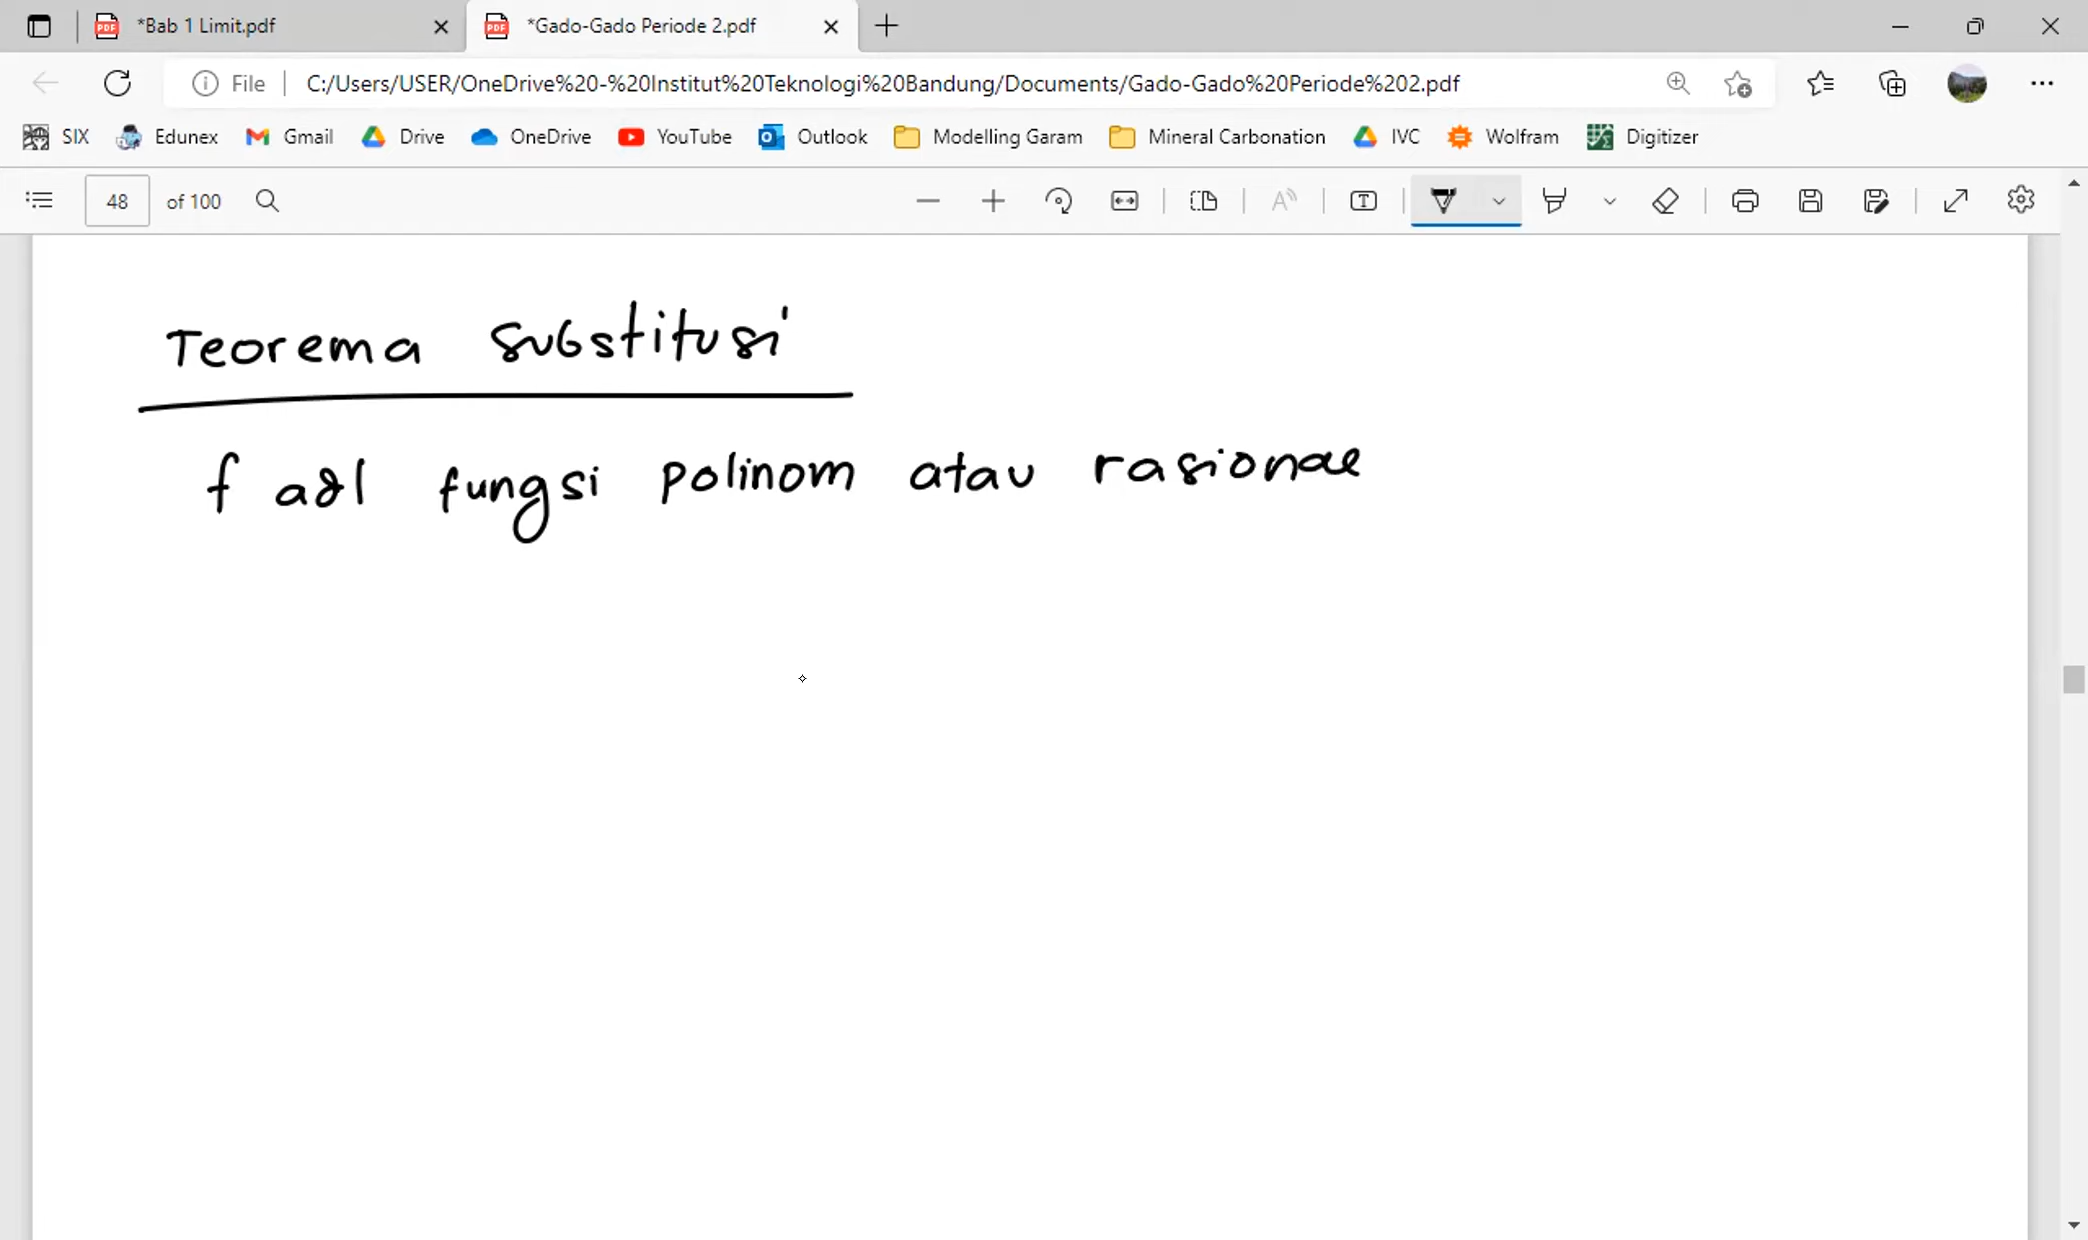 *Bab 1 Limit.pdf
*Gado-Gado Periode 2.pdf
File C:/Users/USER/OneDrive%20-%20Institut%20Teknologi%20Bandung/Documents/Gado-Gado%20Periode%202.pdf
SIX Edunex Gmail Drive OneDrive YouTube Outlook Modelling Garam Mineral Carbonation IVC Wolfram Digitizer
48 of 100
Teorema substitusi
f adl fungsi polinom atau rasional